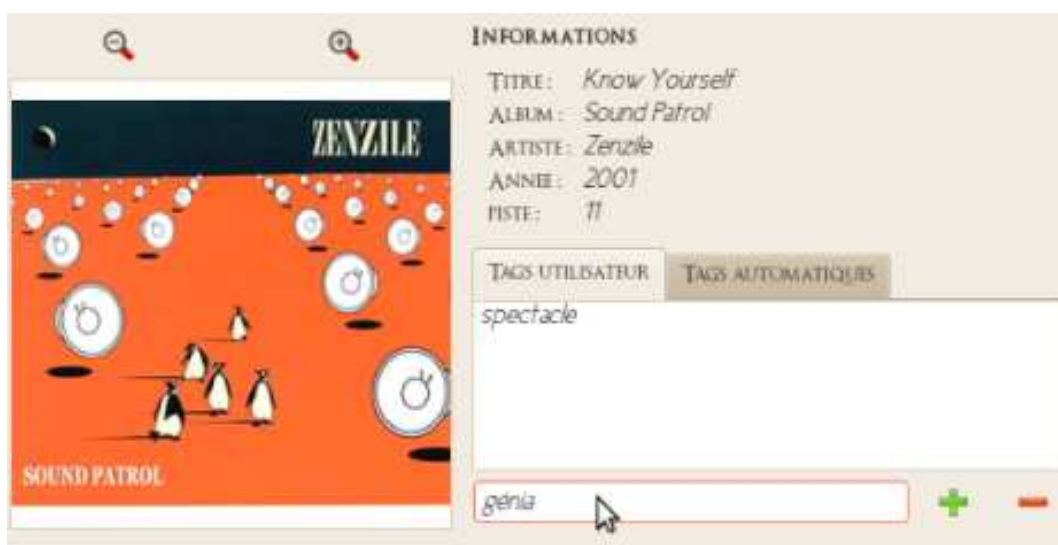 INFORMATIONS
TITRE: Know Yourself
ALBUM: Sound Patrol
ARTISTE: Zenzile
ANNEE: 2001
PISTE: 11
ZENZILE
SOUND PATROL
TAGS UTILISATEUR TAGS AUTOMATIQUES
spectacle
génia